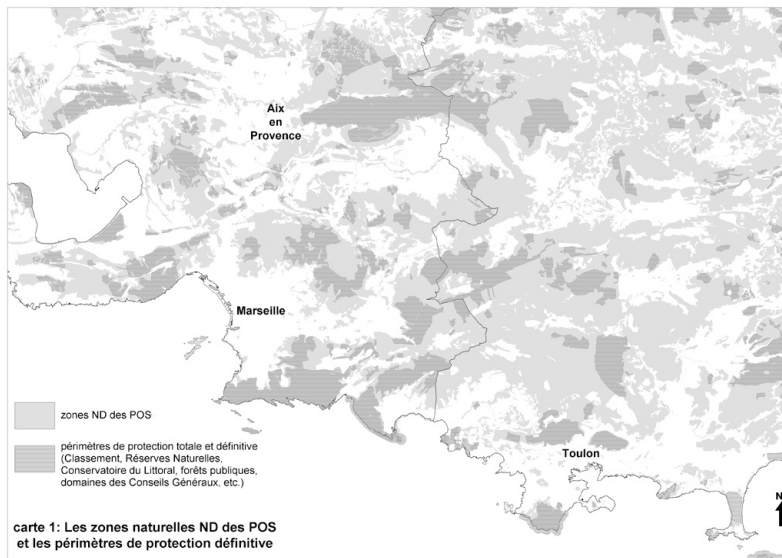 Aix
en
Provence
Marseille
Toulon
zones ND des POS
périmètres de protection totale et définitive
(Classement, Réserves Naturelles,
Conservatoire du Littoral, forêts publiques,
domaines des Conseils Généraux, etc.)
N
carte 1: Les zones naturelles ND des POS
et les périmètres de protection définitive